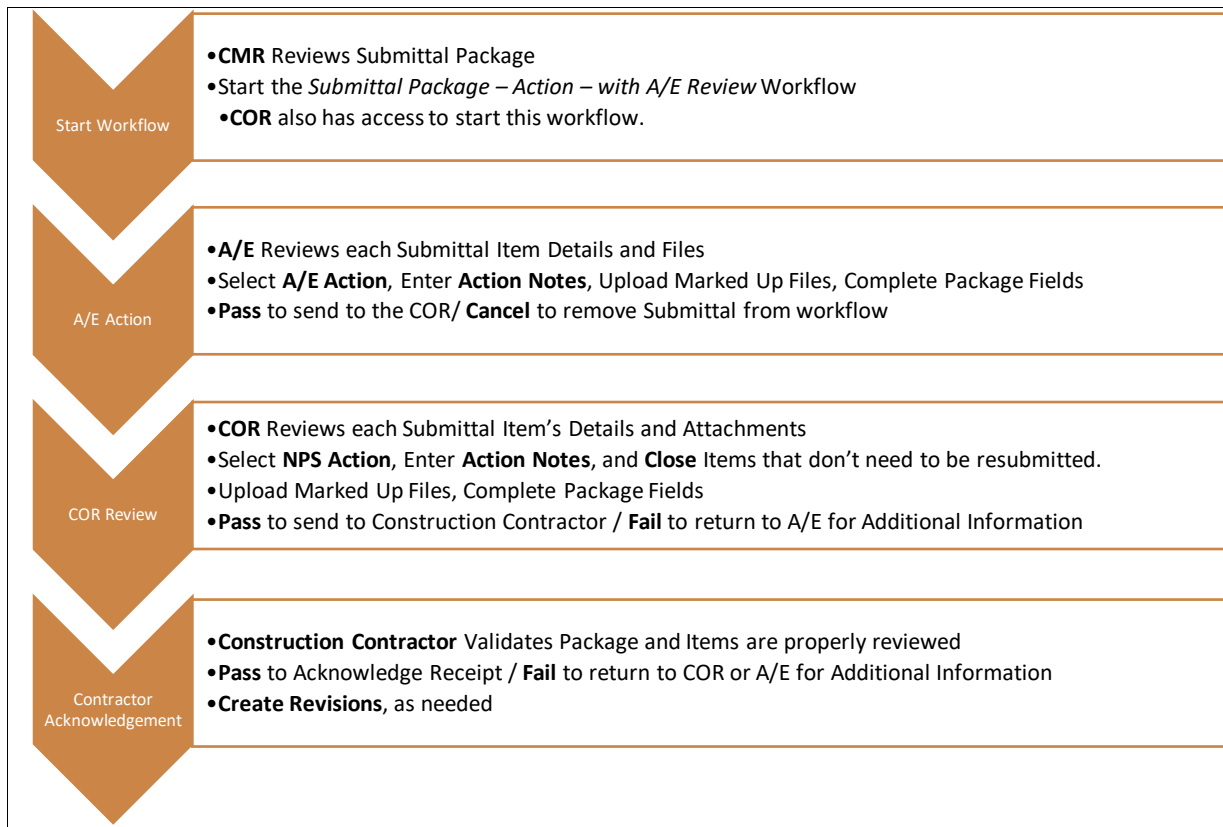 Start Workflow
•CMR Reviews Submittal Package
•Start the Submittal Package – Action – with A/E Review Workflow
•COR also has access to start this workflow.
A/E Action
•A/E Reviews each Submittal Item Details and Files
•Select A/E Action, Enter Action Notes, Upload Marked Up Files, Complete Package Fields
•Pass to send to the COR/ Cancel to remove Submittal from workflow
COR Review
•COR Reviews each Submittal Item’s Details and Attachments
•Select NPS Action, Enter Action Notes, and Close Items that don’t need to be resubmitted.
•Upload Marked Up Files, Complete Package Fields
•Pass to send to Construction Contractor / Fail to return to A/E for Additional Information
Contractor
Acknowledgement
•Construction Contractor Validates Package and Items are properly reviewed
•Pass to Acknowledge Receipt / Fail to return to COR or A/E for Additional Information
•Create Revisions, as needed